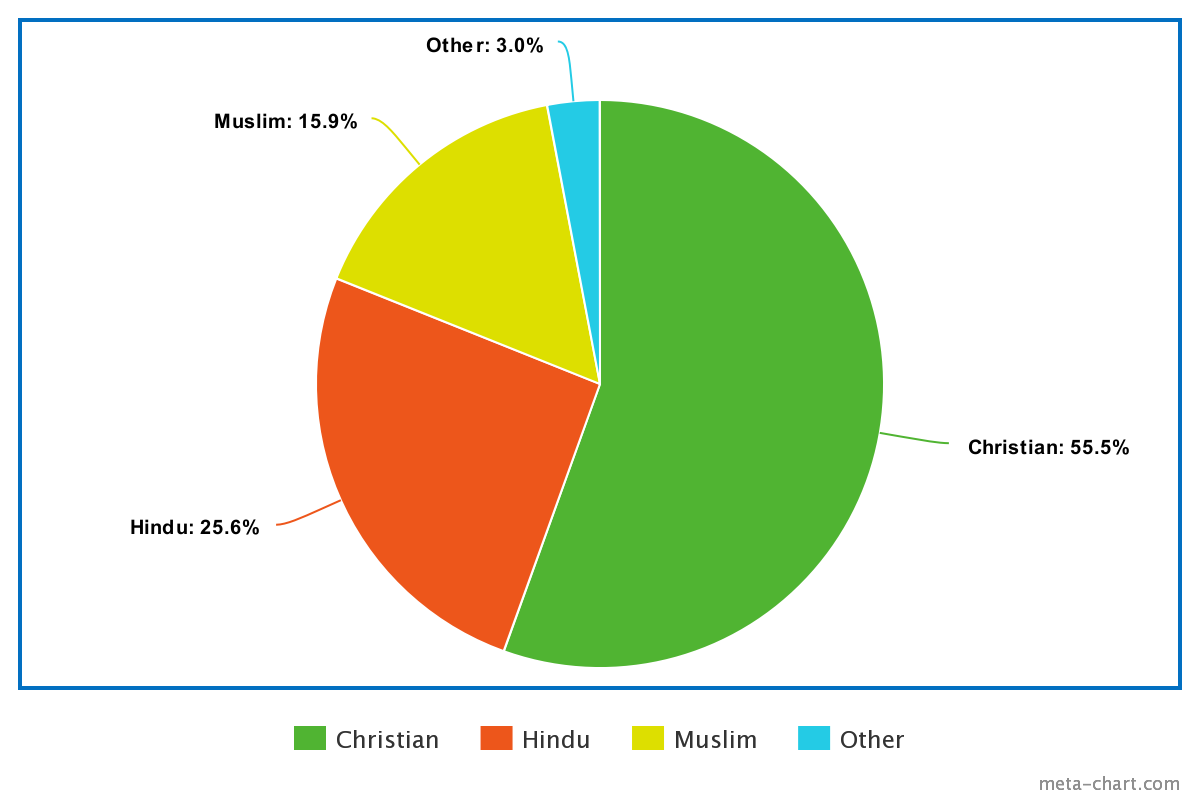 Other: 3.0%
Muslim: 15.9%
Christian: 55.5%
Hindu: 25.6%
Christian Hindu Muslim Other
meta-chart.com